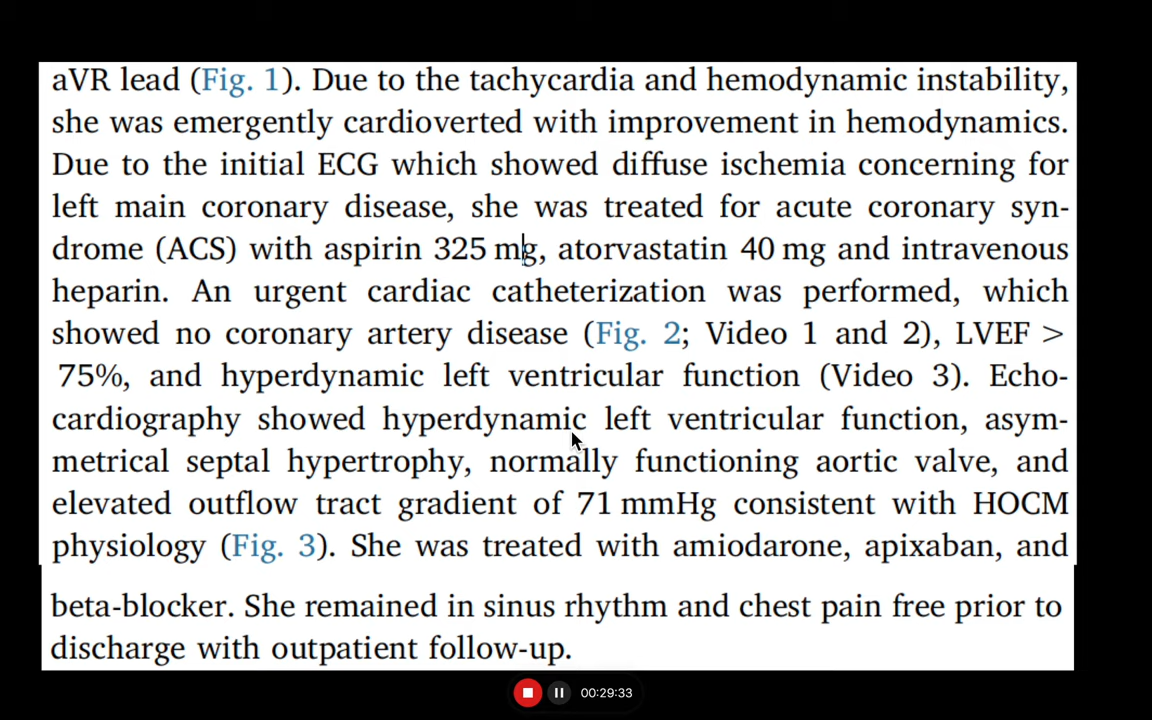 aVR lead (Fig. 1). Due to the tachycardia and hemodynamic instability,
she was emergently cardioverted with improvement in hemodynamics.
Due to the initial ECG which showed diffuse ischemia concerning for
left main coronary disease, she was treated for acute coronary syn-
drome (ACS) with aspirin 325 mg, atorvastatin 40 mg and intravenous
heparin. An urgent cardiac catheterization was performed, which
showed no coronary artery disease (Fig. 2; Video 1 and 2), LVEF >
75%, and hyperdynamic left ventricular function (Video 3). Echo-
cardiography showed hyperdynamic left ventricular function, asym-
metrical septal hypertrophy, normally functioning aortic valve, and
elevated outflow tract gradient of 71 mmHg consistent with HOCM
physiology (Fig. 3). She was treated with amiodarone, apixaban, and
beta-blocker. She remained in sinus rhythm and chest pain free prior to
discharge with outpatient follow-up.
00:29:33